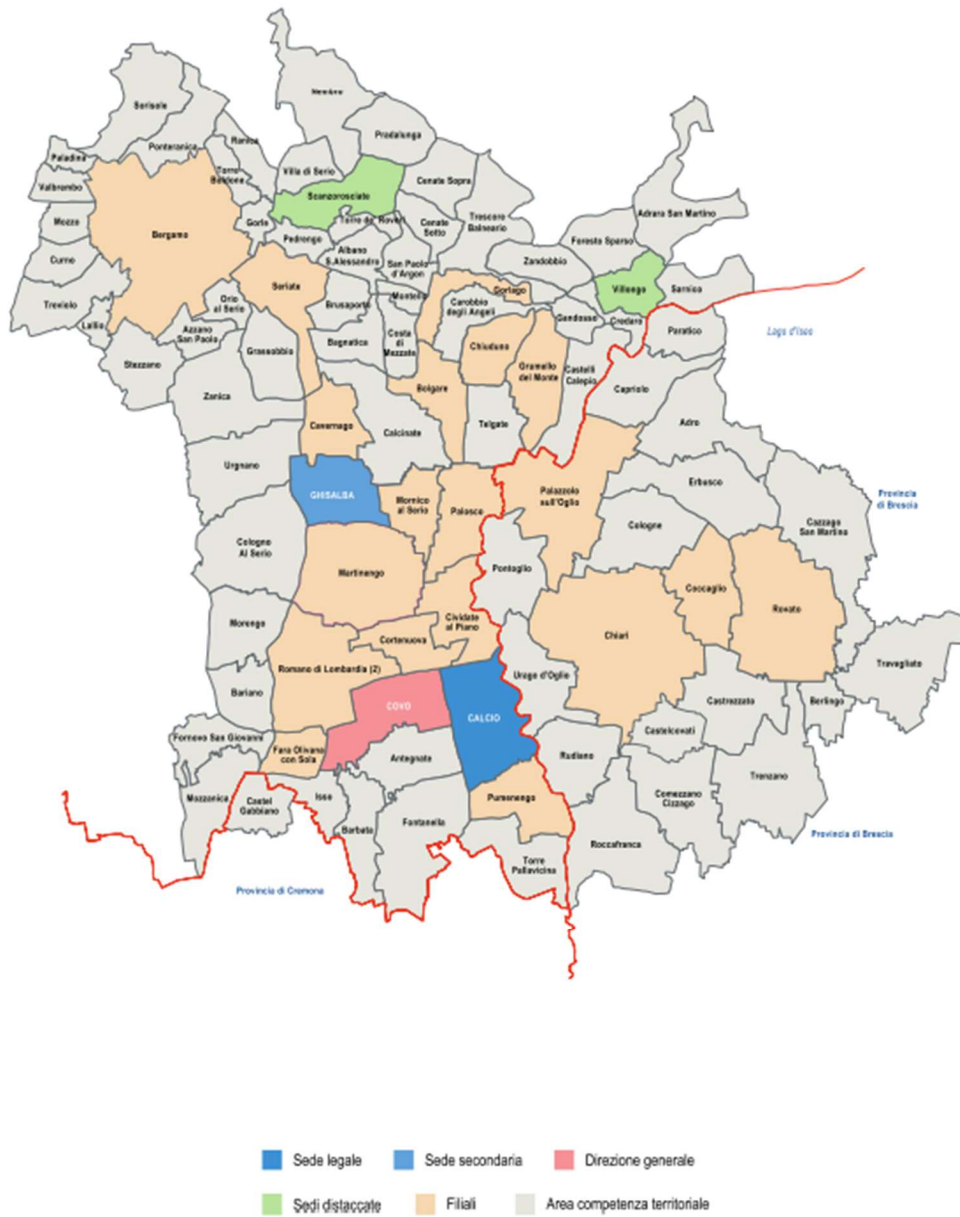 Nembro
Sorisole
Pradalunga
Ranica
Ponteranica
Paladina
Villa di Serio
Torre
Boldone
Cenate Sopra
Valbrembo
Scanzorosciate
Adrara San Martino
Mozzo
Gorle
Torre de' Roveri
Cenate
Sotto
Trescore
Balneario
Bergamo
Pedrengo
Foresto Sparso
Albano
S.Alessandro
Curno
San Paolo
d'Argon
Zandobbio
Seriate
Villongo
Sarnico
Treviolo
Orio
al Serio
Brusaporto
Montello
Gorlago
Carobbio
degli Angeli
Lallio
Azzano
San Paolo
Gandosso
Credaro
Paratico
Lago d'Iseo
Bagnatica
Costa
di
Mezzate
Grassobbio
Chiuduno
Stezzano
Grumello
del Monte
Castelli
Calepio
Bolgare
Capriolo
Zanica
Cavernago
Calcinate
Telgate
Adro
Urgnano
Erbusco
GHISALBA
Mornico
al Serio
Palosco
Palazzolo
sull'Oglio
Provincia
di Brescia
Cologne
Cazzago
San Martino
Cologno
Al Serio
Pontoglio
Martinengo
Coccaglio
Rovato
Morengo
Cividate
al Piano
Chiari
Cortenuova
Romano di Lombardia (2)
Urago d'Oglio
Travagliato
Bariano
COVO
Castrezzato
Berlingo
CALCIO
Fornovo San Giovanni
Castelcovati
Fara Olivana
con Sola
Antegnate
Rudiano
Trenzano
Mozzanica
Castel
Gabbiano
Isso
Pumenengo
Comezzano
Cizzago
Barbata
Fontanella
Provincia di Brescia
Roccafranca
Torre
Pallavicina
Provincia di Cremona
Sede legale
Sede secondaria
Direzione generale
Sedi distaccate
Filiali
Area competenza territoriale